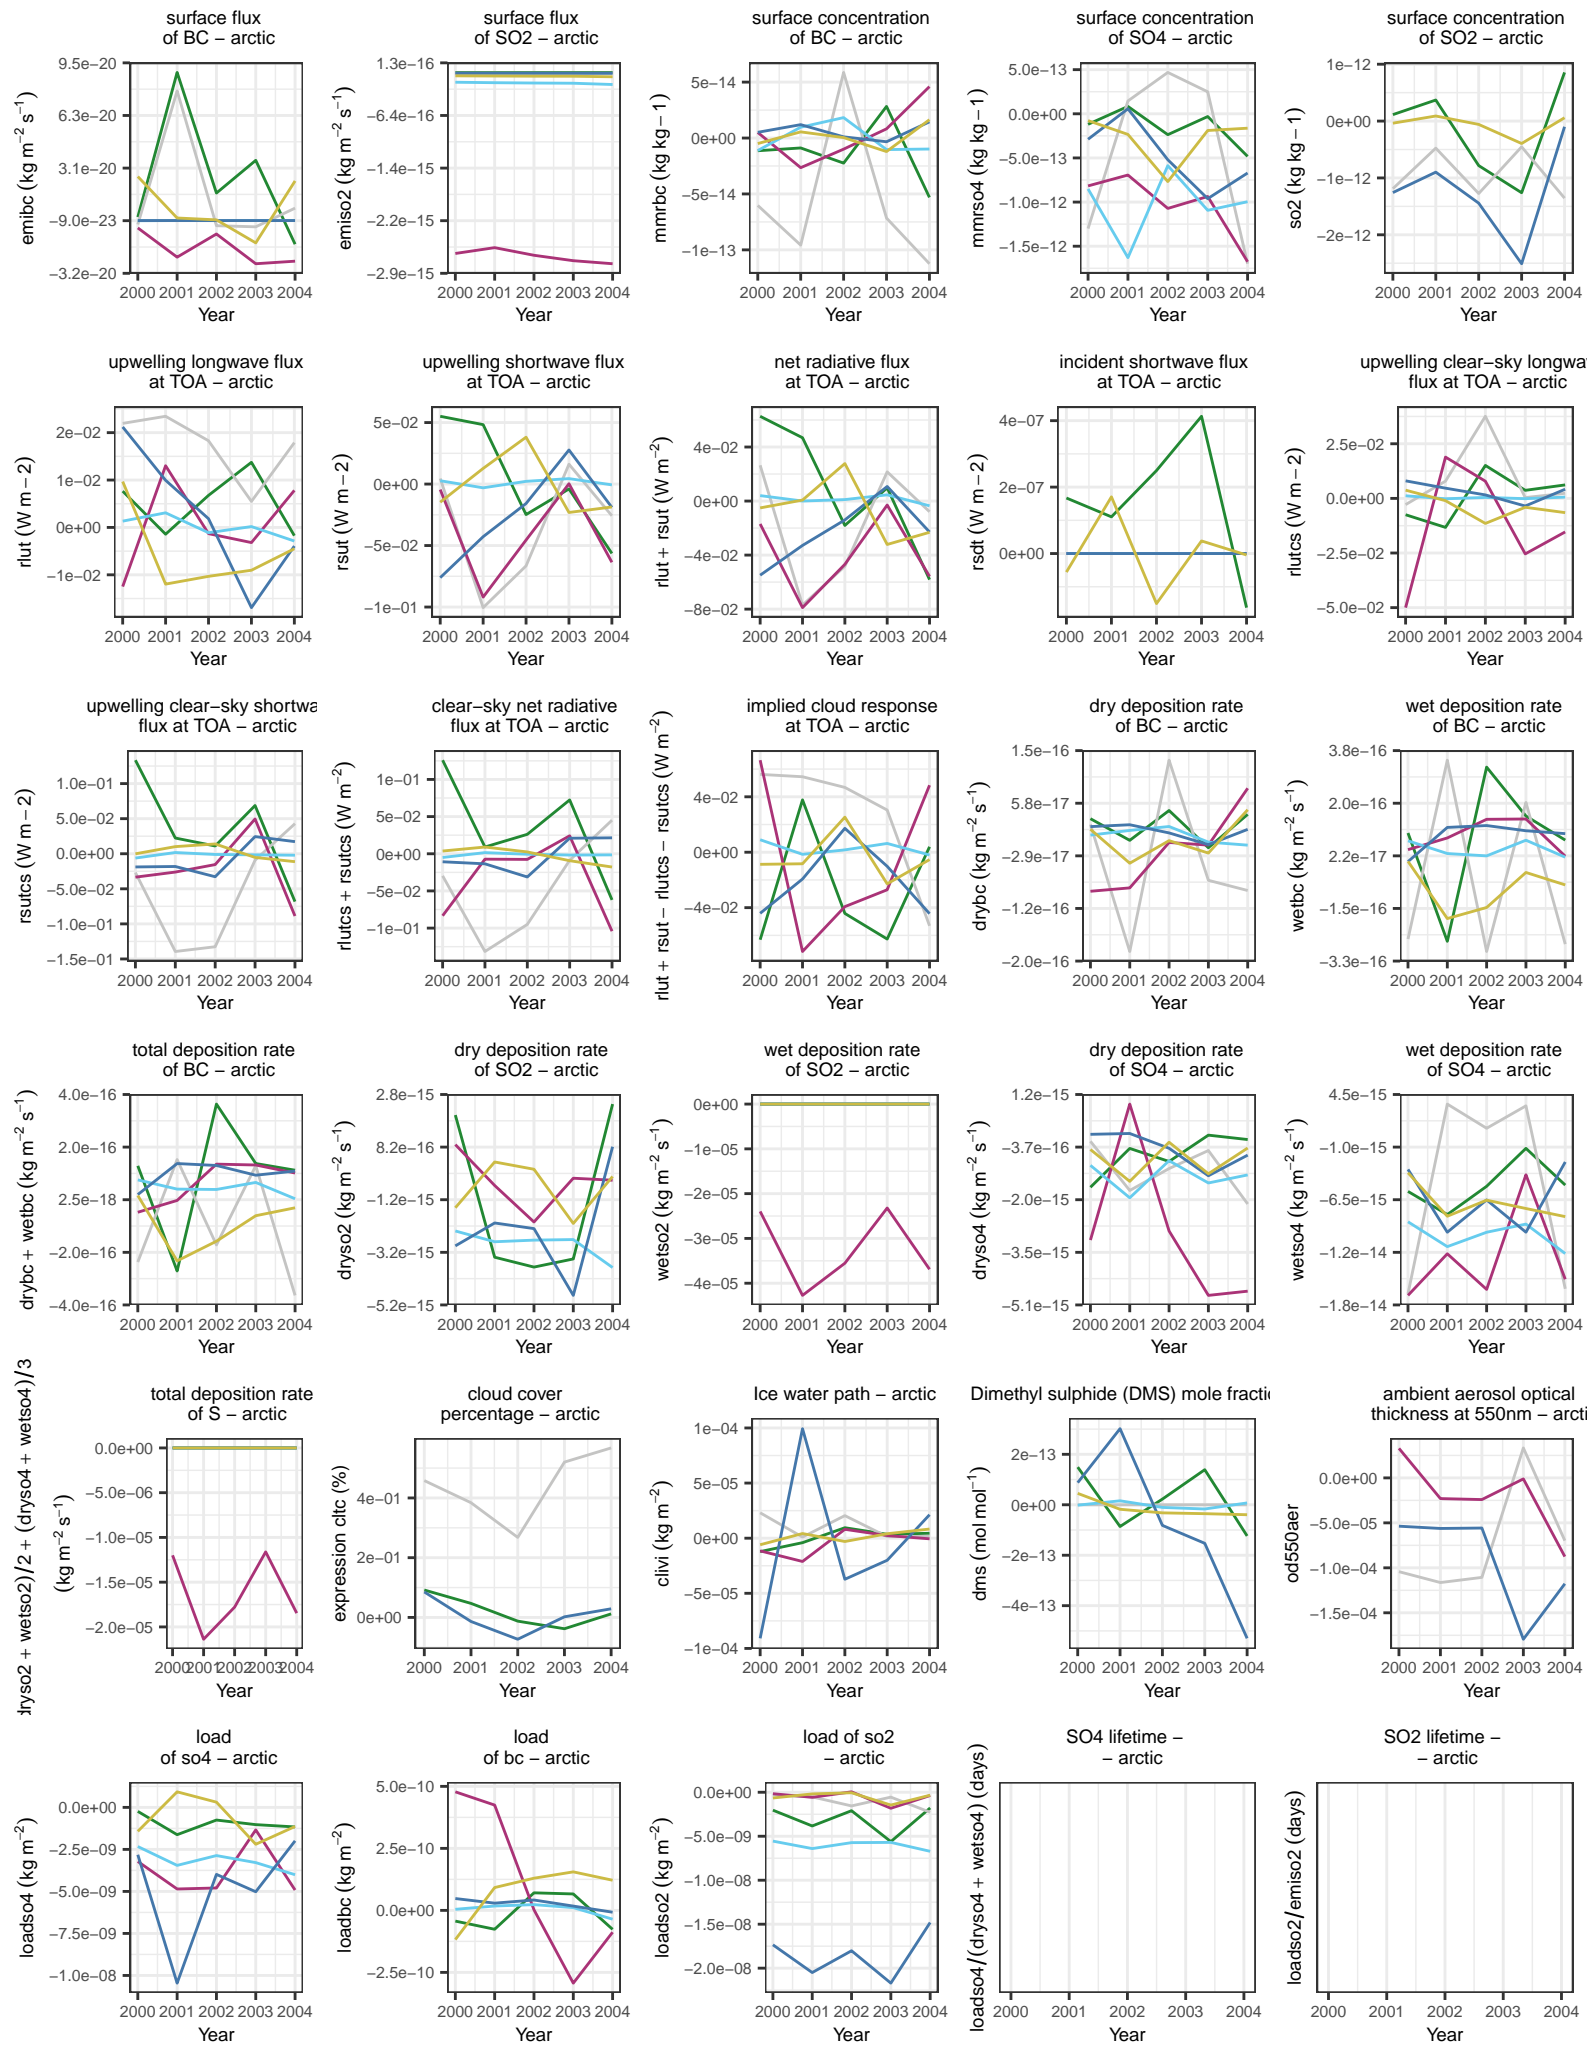 surface flux
of BC − arctic
emibc (kg m−2 s−1)
9.5e−20
6.3e−20
3.1e−20
−9.0e−23
−3.2e−20
2000 2001 2002 2003 2004
Year
surface flux
of SO2 − arctic
emiso2 (kg m−2 s−1)
1.3e−16
−6.4e−16
−1.4e−15
−2.2e−15
−2.9e−15
2000 2001 2002 2003 2004
Year
surface concentration
of BC − arctic
mmrbc (kg kg − 1)
5e−14
0e+00
−5e−14
−1e−13
2000 2001 2002 2003 2004
Year
surface concentration
of SO4 − arctic
mmrso4 (kg kg − 1)
5.0e−13
0.0e+00
−5.0e−13
−1.0e−12
−1.5e−12
2000 2001 2002 2003 2004
Year
surface concentration
of SO2 − arctic
so2 (kg kg − 1)
1e−12
0e+00
−1e−12
−2e−12
2000 2001 2002 2003 2004
Year
upwelling longwave flux
at TOA − arctic
rlut (W m − 2)
2e−02
1e−02
0e+00
−1e−02
2000 2001 2002 2003 2004
Year
upwelling shortwave flux
at TOA − arctic
rsut (W m − 2)
5e−02
0e+00
−5e−02
−1e−01
2000 2001 2002 2003 2004
Year
net radiative flux
at TOA − arctic
rlut + rsut (W m−2)
4e−02
0e+00
−4e−02
−8e−02
2000 2001 2002 2003 2004
Year
incident shortwave flux
at TOA − arctic
rsdt (W m − 2)
4e−07
2e−07
0e+00
2000 2001 2002 2003 2004
Year
upwelling clear−sky longwa
flux at TOA − arctic
rlutcs (W m − 2)
2.5e−02
0.0e+00
−2.5e−02
−5.0e−02
2000 2001 2002 2003 2004
Year
upwelling clear−sky shortwa
flux at TOA − arctic
rsutcs (W m − 2)
1.0e−01
5.0e−02
0.0e+00
−5.0e−02
−1.0e−01
−1.5e−01
2000 2001 2002 2003 2004
Year
clear−sky net radiative
flux at TOA − arctic
rlutcs + rsutcs (W m−2)
1e−01
5e−02
0e+00
−5e−02
−1e−01
2000 2001 2002 2003 2004
Year
implied cloud response
at TOA − arctic
rlut + rsut − rlutcs − rsutcs (W m−2)
4e−02
0e+00
−4e−02
2000 2001 2002 2003 2004
Year
dry deposition rate
of BC − arctic
drybc (kg m−2 s−1)
1.5e−16
5.8e−17
−2.9e−17
−1.2e−16
−2.0e−16
2000 2001 2002 2003 2004
Year
wet deposition rate
of BC − arctic
wetbc (kg m−2 s−1)
3.8e−16
2.0e−16
2.2e−17
−1.5e−16
−3.3e−16
2000 2001 2002 2003 2004
Year
total deposition rate
of BC − arctic
drybc + wetbc (kg m−2 s−1)
4.0e−16
2.0e−16
2.5e−18
−2.0e−16
−4.0e−16
2000 2001 2002 2003 2004
Year
dry deposition rate
of SO2 − arctic
dryso2 (kg m−2 s−1)
2.8e−15
8.2e−16
−1.2e−15
−3.2e−15
−5.2e−15
2000 2001 2002 2003 2004
Year
wet deposition rate
of SO2 − arctic
wetso2 (kg m−2 s−1)
0e+00
−1e−05
−2e−05
−3e−05
−4e−05
2000 2001 2002 2003 2004
Year
dry deposition rate
of SO4 − arctic
dryso4 (kg m−2 s−1)
1.2e−15
−3.7e−16
−2.0e−15
−3.5e−15
−5.1e−15
2000 2001 2002 2003 2004
Year
wet deposition rate
of SO4 − arctic
wetso4 (kg m−2 s−1)
4.5e−15
−1.0e−15
−6.5e−15
−1.2e−14
−1.8e−14
2000 2001 2002 2003 2004
Year
total deposition rate
of S − arctic
dryso2 + wetso2)/2 + (dryso4 + wetso4)/3
(kg m−2 s−1)
0.0e+00
−5.0e−06
−1.0e−05
−1.5e−05
−2.0e−05
2000 2001 2002 2003 2004
Year
cloud cover
percentage − arctic
expression cltc (%)
4e−01
2e−01
0e+00
2000 2001 2002 2003 2004
Year
Ice water path − arctic
clivi (kg m−2)
1e−04
5e−05
0e+00
−5e−05
−1e−04
2000 2001 2002 2003 2004
Year
Dimethyl sulphide (DMS) mole fractio
dms (mol mol−1)
2e−13
0e+00
−2e−13
−4e−13
2000 2001 2002 2003 2004
Year
ambient aerosol optical
thickness at 550nm − arcti
od550aer
0.0e+00
−5.0e−05
−1.0e−04
−1.5e−04
2000 2001 2002 2003 2004
Year
load
of so4 − arctic
loadso4 (kg m−2)
0.0e+00
−2.5e−09
−5.0e−09
−7.5e−09
−1.0e−08
2000 2001 2002 2003 2004
Year
load
of bc − arctic
loadbc (kg m−2)
5.0e−10
2.5e−10
0.0e+00
−2.5e−10
2000 2001 2002 2003 2004
Year
load of so2
− arctic
loadso2 (kg m−2)
0.0e+00
−5.0e−09
−1.0e−08
−1.5e−08
−2.0e−08
2000 2001 2002 2003 2004
Year
SO4 lifetime −
− arctic
loadso4/(dryso4 + wetso4) (days)
2000 2001 2002 2003 2004
Year
SO2 lifetime −
− arctic
loadso2/emiso2 (days)
2000 2001 2002 2003 2004
Year